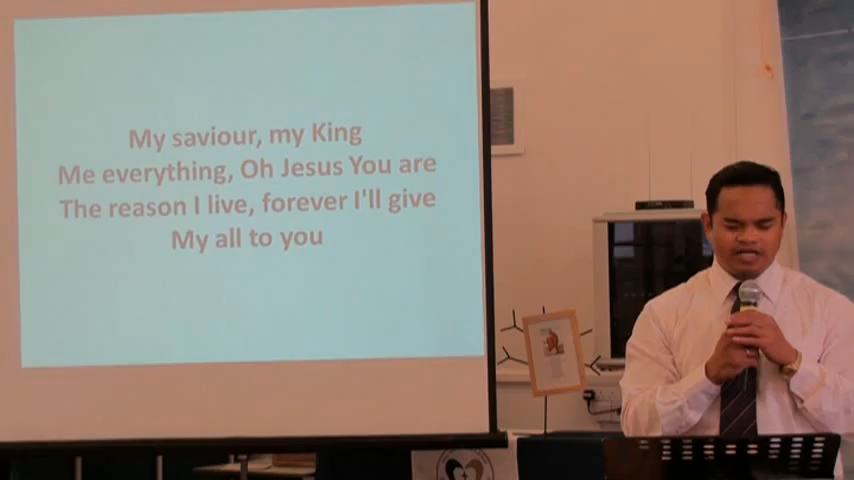 My saviour, my King
Me everything, Oh Jesus You are
The reason I live, forever I'll give
My all to you